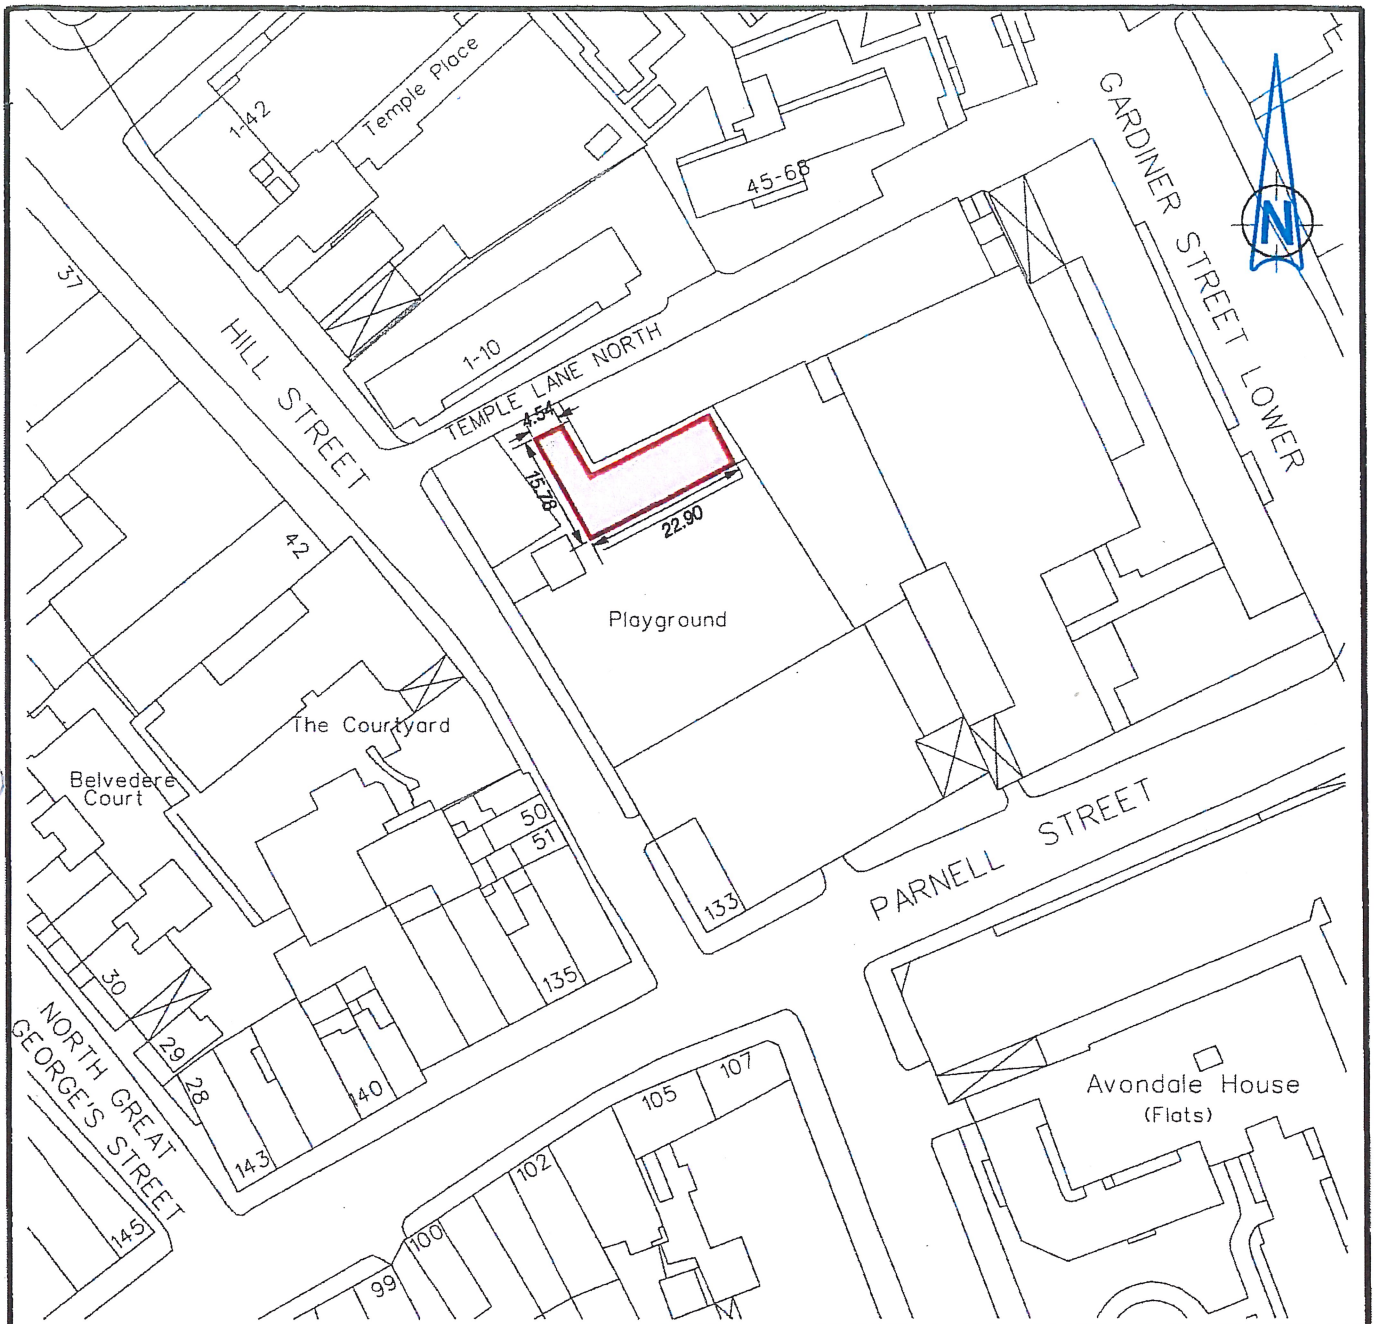 Temple Place
1-42
GARDINER STREET LOWER
45-68
N
37
HILL STREET
1-10
TEMPLE LANE NORTH
4.54
15.78
22.90
42
Playground
The Courtyard
Belvedere
Court
50
51
PARNELL STREET
133
135
30
NORTH GREAT
GEORGE'S STREET
29
28
140
143
145
107
105
102
100
99
Avondale House
(Flats)